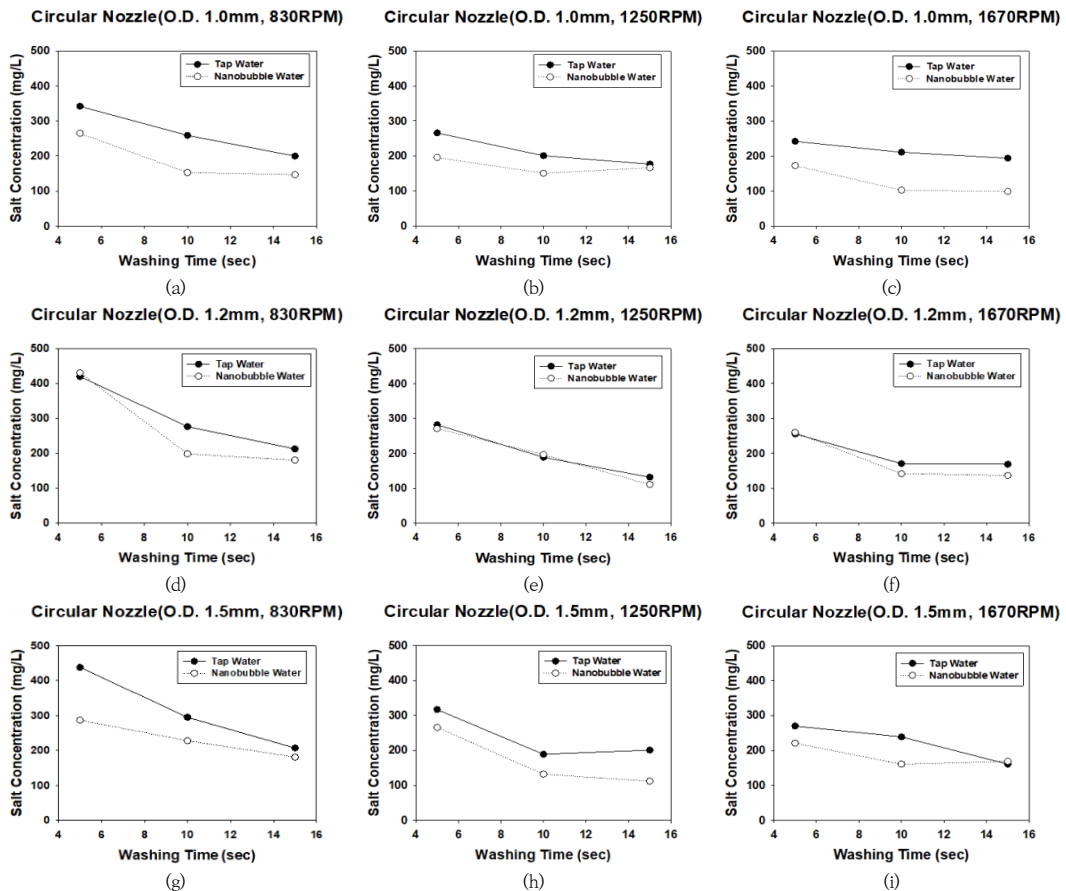 Circular Nozzle(O.D. 1.0mm, 830RPM)
Salt Concentration (mg/L)
500
400
300
200
100
0
Tap Water
Nanobubble Water
4 6 8 10 12 14 16
Washing Time (sec)
(a)
Circular Nozzle(O.D. 1.0mm, 1250RPM)
Salt Concentration (mg/L)
500
400
300
200
100
0
Tap Water
Nanobubble Water
4 6 8 10 12 14 16
Washing Time (sec)
(b)
Circular Nozzle(O.D. 1.0mm, 1670RPM)
Salt Concentration (mg/L)
500
400
300
200
100
0
Tap Water
Nanobubble Water
4 6 8 10 12 14 16
Washing Time (sec)
(c)
Circular Nozzle(O.D. 1.2mm, 830RPM)
Salt Concentration (mg/L)
500
400
300
200
100
0
Tap Water
Nanobubble Water
4 6 8 10 12 14 16
Washing Time (sec)
(d)
Circular Nozzle(O.D. 1.2mm, 1250RPM)
Salt Concentration (mg/L)
500
400
300
200
100
0
Tap Water
Nanobubble Water
4 6 8 10 12 14 16
Washing Time (sec)
(e)
Circular Nozzle(O.D. 1.2mm, 1670RPM)
Salt Concentration (mg/L)
500
400
300
200
100
0
Tap Water
Nanobubble Water
4 6 8 10 12 14 16
Washing Time (sec)
(f)
Circular Nozzle(O.D. 1.5mm, 830RPM)
Salt Concentration (mg/L)
500
400
300
200
100
0
Tap Water
Nanobubble Water
4 6 8 10 12 14 16
Washing Time (sec)
(g)
Circular Nozzle(O.D. 1.5mm, 1250RPM)
Salt Concentration (mg/L)
500
400
300
200
100
0
Tap Water
Nanobubble Water
4 6 8 10 12 14 16
Washing Time (sec)
(h)
Circular Nozzle(O.D. 1.5mm, 1670RPM)
Salt Concentration (mg/L)
500
400
300
200
100
0
Tap Water
Nanobubble Water
4 6 8 10 12 14 16
Washing Time (sec)
(i)